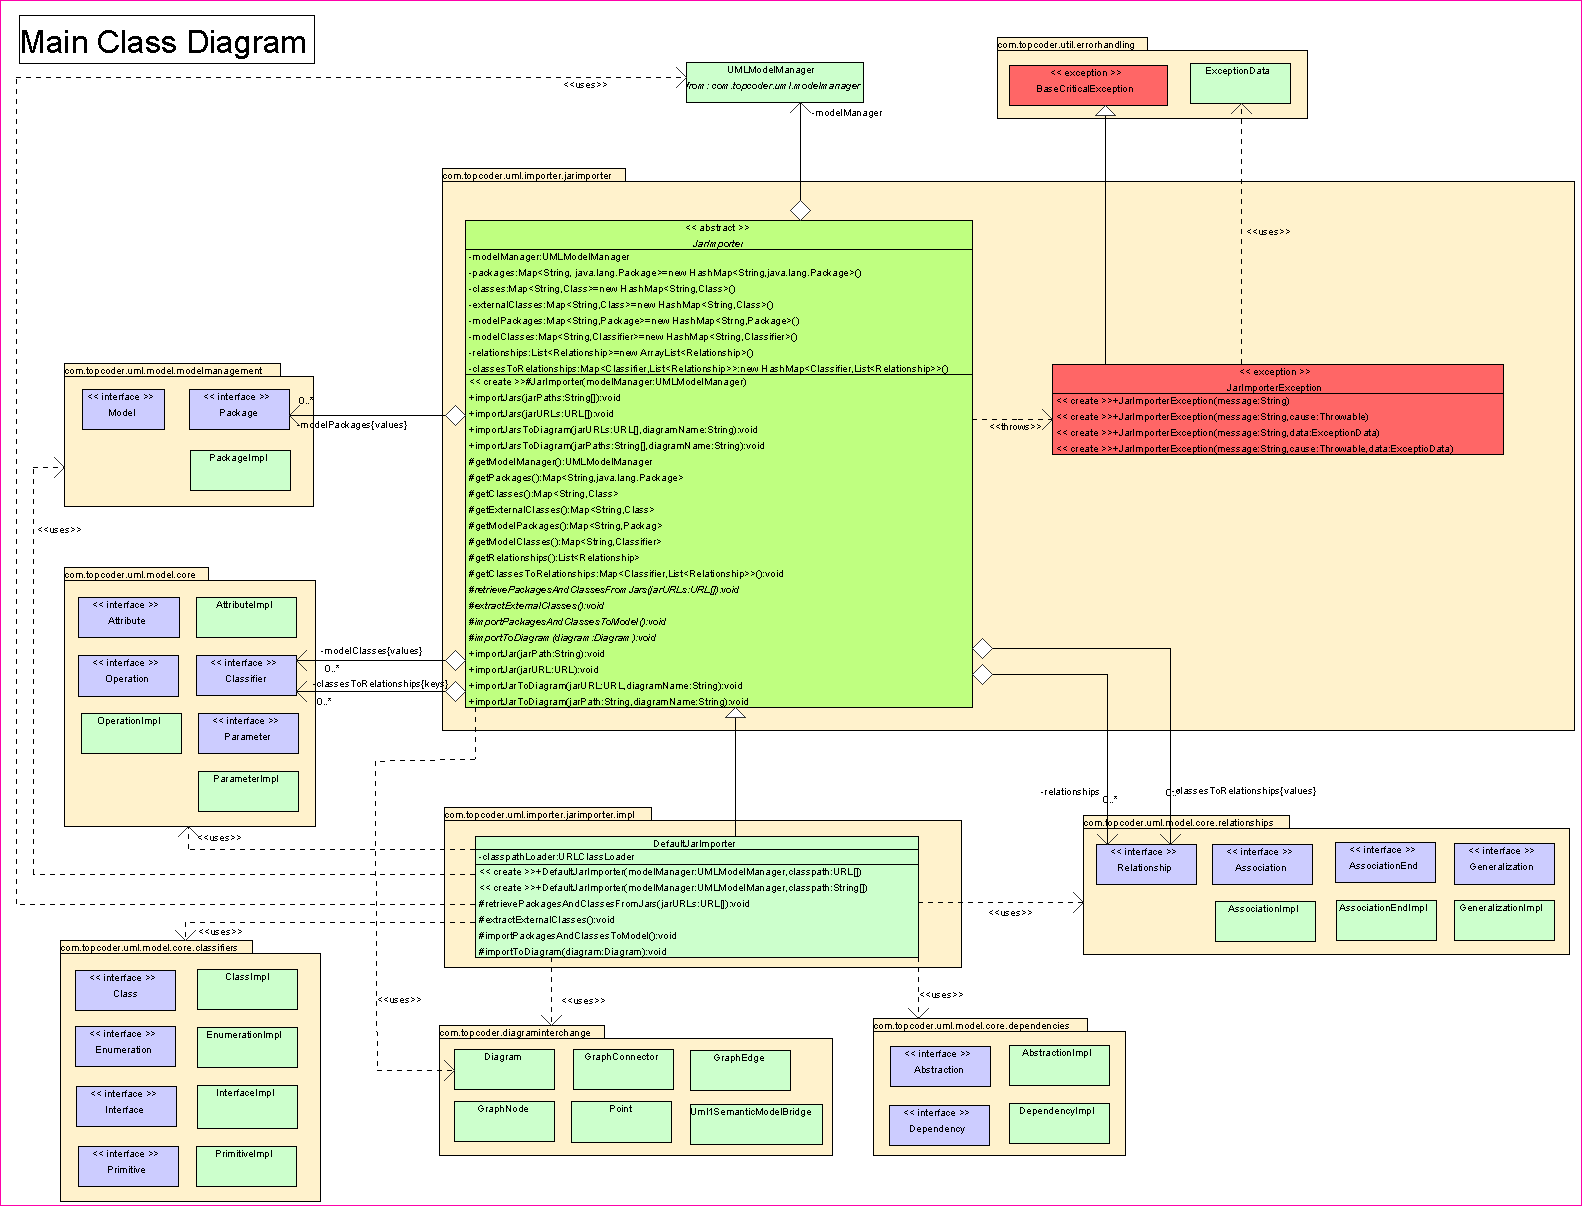 Main Class Diagram
com.topcoder.util.errorhandling
<< exception >>
BaseCriticalException
ExceptionData
UMLModelManager
from : com.topcoder.uml.modelmanager
<<uses>>
-modelManager
com.topcoder.uml.importer.jarimporter
<< abstract >>
JarImporter
-modelManager:UMLModelManager
-packages:Map<String, java.lang.Package>=new HashMap<String,java.lang.Package>()
-classes:Map<String,Class>=new HashMap<String,Class>()
-externalClasses:Map<String,Class>=new HashMap<String,Class>()
-modelPackages:Map<String,Package>=new HashMap<Strng,Package>()
-modelClasses:Map<String,Classifier>=new HashMap<String,Classifier>()
-relationships:List<Relationship>=new ArrayList<Relationship>()
-classesToRelationships:Map<Classifier,List<Relationship>>:new HashMap<Classifier,List<Relationship>>()
<< create >>#JarImporter(modelManager:UMLModelManager)
+importJars(jarPaths:String[]):void
+importJars(jarURLs:URL[]):void
+importJarsToDiagram(jarURLs:URL[],diagramName:String):void
+importJarsToDiagram(jarPaths:String[],diagramName:String):void
#getModelManager():UMLModelManager
#getPackages():Map<String,java.lang.Package>
#getClasses():Map<String,Class>
#getExternalClasses():Map<String,Class>
#getModelPackages():Map<String,Packag>
#getModelClasses():Map<String,Classifier>
#getRelationships():List<Relationship>
#getClassesToRelationships:Map<Classifier,List<Relationship>>():void
#retrievePackagesAndClassesFromJars(jarURLs:URL[]):void
#extractExternalClasses():void
#importPackagesAndClassesToModel():void
#importToDiagram(diagram:Diagram):void
+importJar(jarPath:String):void
+importJar(jarURL:URL):void
+importJarToDiagram(jarURL:URL,diagramName:String):void
+importJarToDiagram(jarPath:String,diagramName:String):void
<<uses>>
<<throws>>
<< exception >>
JarImporterException
<< create >>+JarImporterException(message:String)
<< create >>+JarImporterException(message:String,cause:Throwable)
<< create >>+JarImporterException(message:String,data:ExceptionData)
<< create >>+JarImporterException(message:String,cause:Throwable,data:ExceptioData)
com.topcoder.uml.model.modelmanagement
<< interface >>
Model
<< interface >>
Package
PackageImpl
0..*
-modelPackages{values}
<<uses>>
com.topcoder.uml.model.core
<< interface >>
Attribute
AttributeImpl
<< interface >>
Operation
<< interface >>
Classifier
OperationImpl
<< interface >>
Parameter
ParameterImpl
-modelClasses{values}
0..*
-classesToRelationships{keys}
0..*
<<uses>>
com.topcoder.uml.importer.jarimporter.impl
DefaultJarImporter
-classpathLoader:URLClassLoader
<< create >>+DefaultJarImporter(modelManager:UMLModelManager,classpath:URL[])
<< create >>+DefaultJarImporter(modelManager:UMLModelManager,classpath:String[])
#retrievePackagesAndClassesFromJars(jarURLs:URL[]):void
#extractExternalClasses():void
#importPackagesAndClassesToModel():void
#importToDiagram(diagram:Diagram):void
-relationships
0..*
0..*
-classesToRelationships{values}
com.topcoder.uml.model.core.relationships
<< interface >>
Relationship
<< interface >>
Association
<< interface >>
AssociationEnd
<< interface >>
Generalization
AssociationImpl
AssociationEndImpl
GeneralizationImpl
<<uses>>
<<uses>>
com.topcoder.uml.model.core.classifiers
<< interface >>
Class
ClassImpl
<< interface >>
Enumeration
EnumerationImpl
<< interface >>
Interface
InterfaceImpl
<< interface >>
Primitive
PrimitiveImpl
<<uses>>
<<uses>>
com.topcoder.diagraminterchange
Diagram
GraphConnector
GraphEdge
GraphNode
Point
Uml1SemanticModelBridge
<<uses>>
com.topcoder.uml.model.core.dependencies
<< interface >>
Abstraction
AbstractionImpl
<< interface >>
Dependency
DependencyImpl